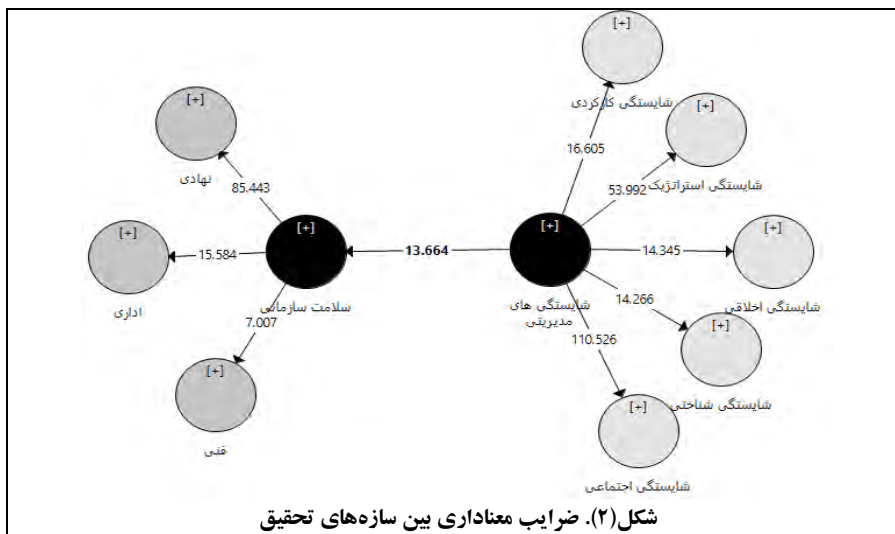 [+]
شایستگی کارکردی
[+]
[+]
16.605
نهادی
شایستگی استراتژیک
85.443
53.992
[+]
[+]
[+]
[+]
15.584
13.664
14.345
اداری
سلامت سازمانی
شایستگی های
مدیریتی
14.266
شایستگی اخلاقی
7.007
110.526
[+]
[+]
شایستگی شناختی
[+]
فنی
شایستگی اجتماعی
شکل(۲). ضرایب معناداری بین سازه‌های تحقیق